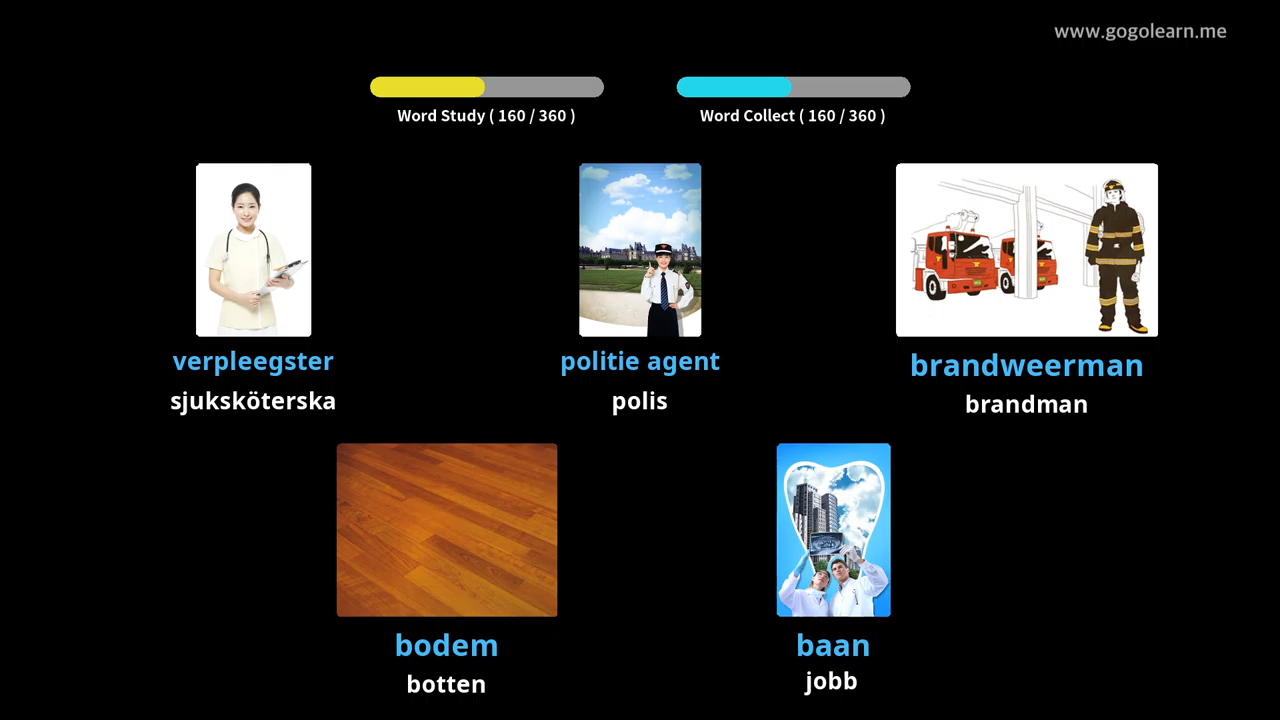 www.gogolearn.me
Word Study ( 160 / 360 )
Word Collect ( 160 / 360 )
verpleegster
sjuksköterska
politie agent
polis
brandweerman
brandman
bodem
botten
baan
jobb